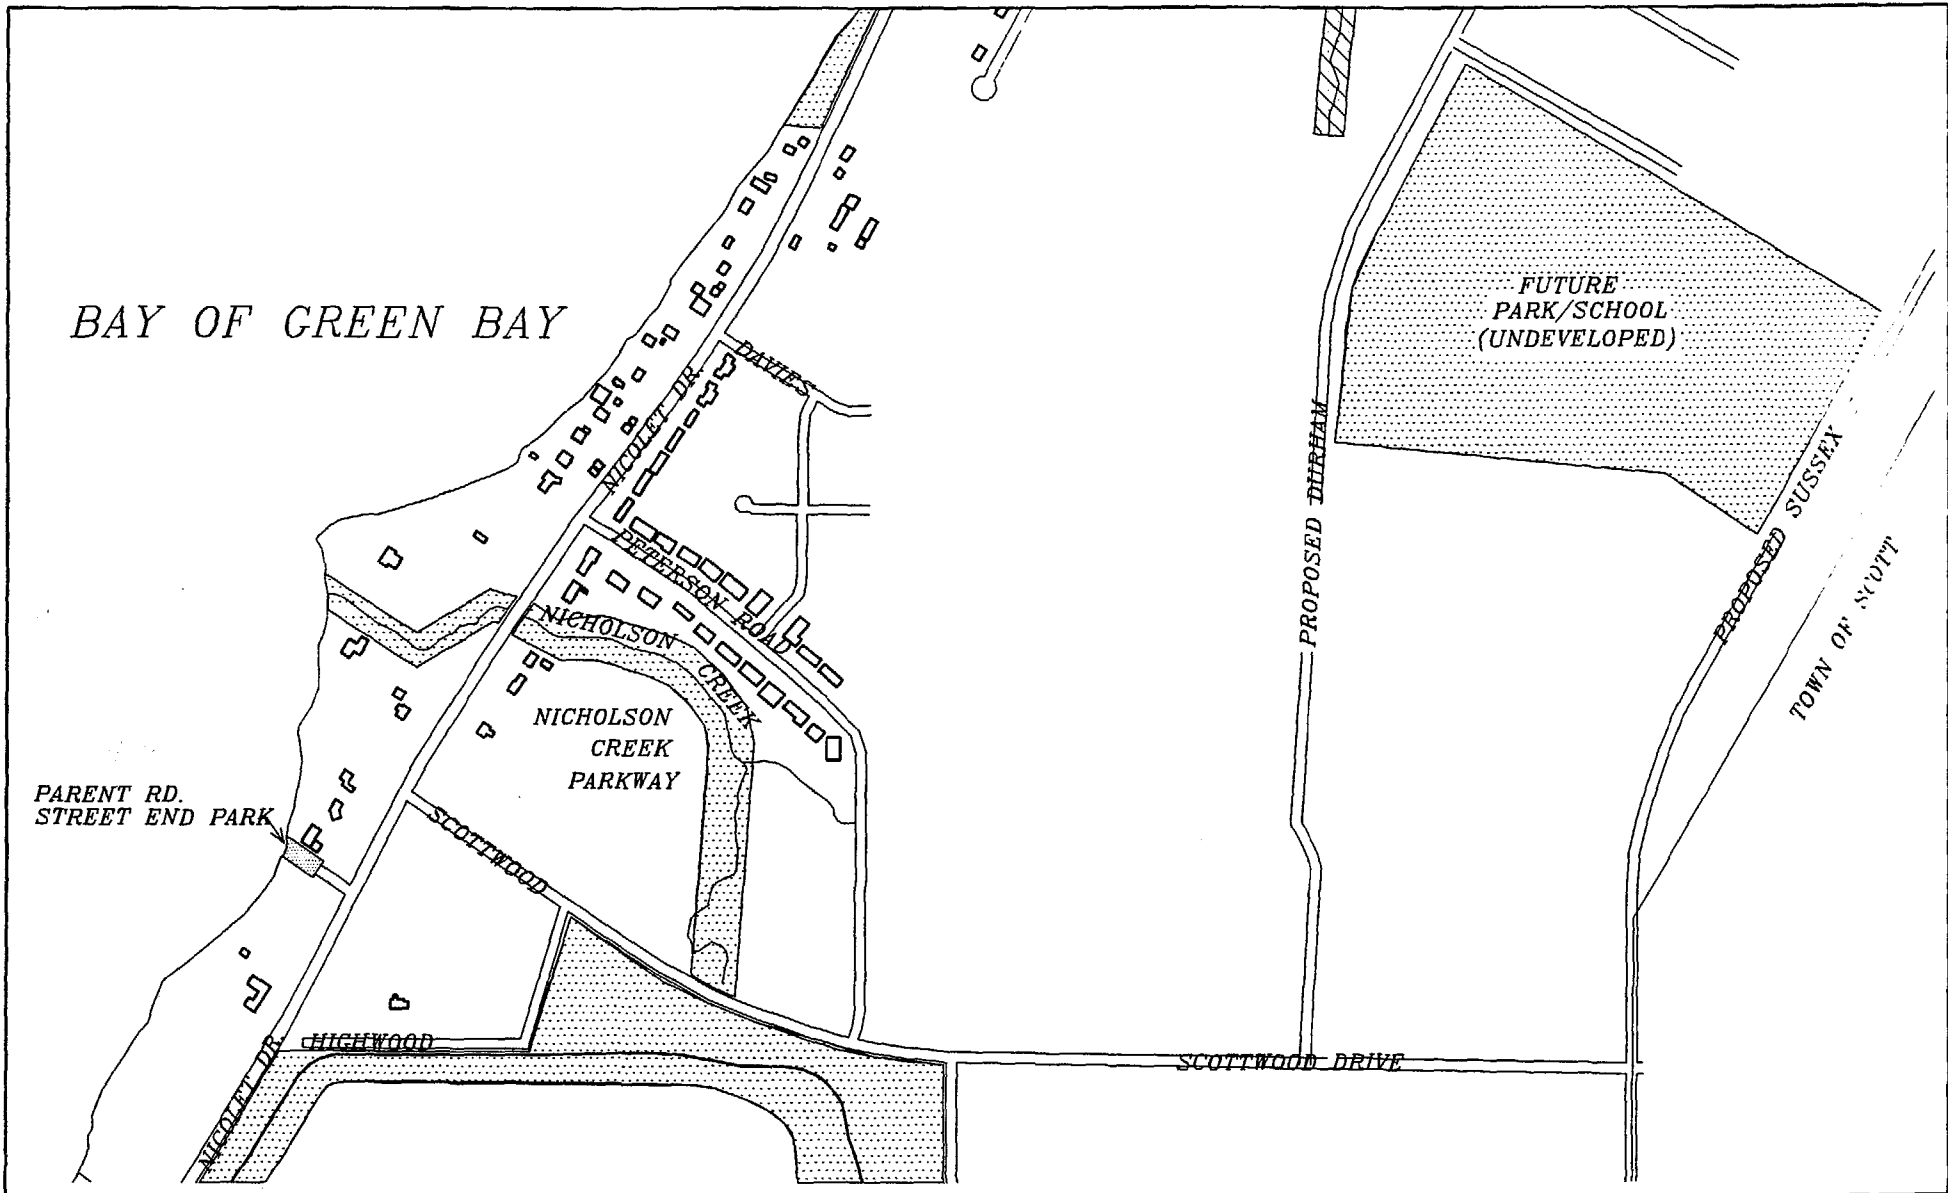 BAY OF GREEN BAY
FUTURE
PARK/SCHOOL
(UNDEVELOPED)
DAVIES
NICOLET DR.
PROPOSED DURHAM
PROPOSED SUSSEX
TOWN OF SCOTT
PETERSON ROAD
NICHOLSON CREEK
NICHOLSON
CREEK
PARKWAY
PARENT RD.
STREET END PARK
SCOTTWOOD
HIGHWOOD
NICOLET DR.
SCOTTWOOD DRIVE